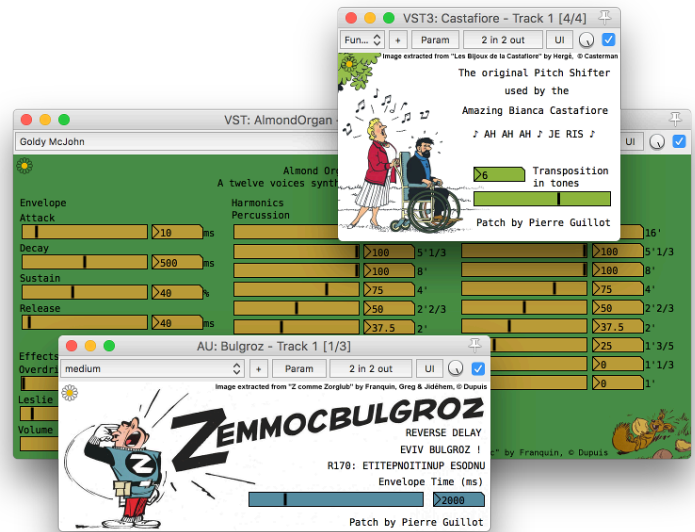 VST3: Castafiore - Track 1 [4/4]
Fun... + Param 2 in 2 out UI
Image extracted from "Les Bijoux de la Castafiore" by Hergé, © Casterman
The original Pitch Shifter
used by the
Amazing Bianca Castafiore
♪ AH AH AH ♪ JE RIS ♪
6 Transposition
in tones
Patch by Pierre Guillot
VST: AlmondOrgan -
Goldy McJohn
UI
Almond Or
A twelve voices synth
Envelope
Attack
10 ms
Decay
500 ms
Sustain
40 %
Release
40 ms
Effects
Overdri
Leslie
Volume
Harmonics
Percussion
100 5'1/3
100 8'
75 4'
50 2'2/3
37.5 2'
16'
100 5'1/3
100 8'
75 4'
50 2'2/3
37.5 2'
25 1'3/5
0 1'1/3
0 1'
c" by Franquin, © Dupuis
AU: Bulgroz - Track 1 [1/3]
medium + Param 2 in 2 out UI
Image extracted from "Z comme Zorglub" by Franquin, Greg & Jidéhem, © Dupuis
Z
ZEMMOCBULGROZ
REVERSE DELAY
EVIV BULGROZ !
R170: ETITEPNOITINUP ESODNU
Envelope Time (ms)
2000
Patch by Pierre Guillot